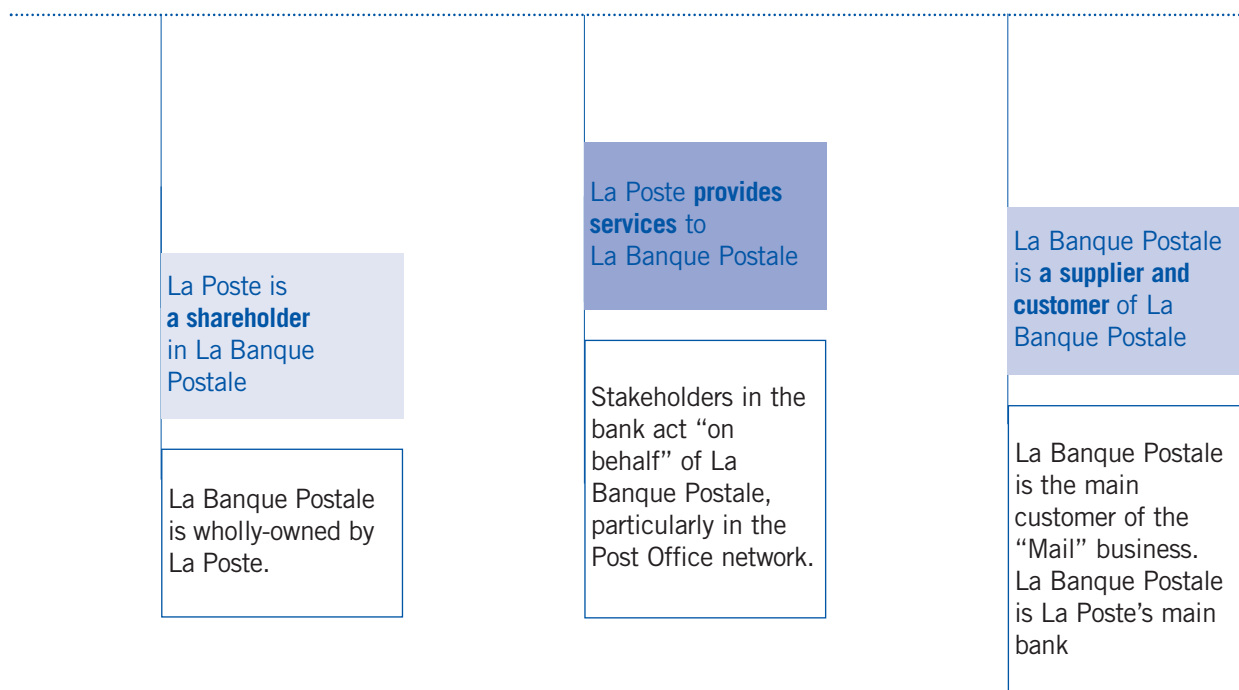 La Poste is
a shareholder
in La Banque
Postale
La Banque Postale
is wholly-owned by
La Poste.
La Poste provides
services to
La Banque Postale
Stakeholders in the
bank act “on
behalf” of La
Banque Postale,
particularly in the
Post Office network.
La Banque Postale
is a supplier and
customer of La
Banque Postale
La Banque Postale
is the main
customer of the
“Mail” business.
La Banque Postale
is La Poste’s main
bank